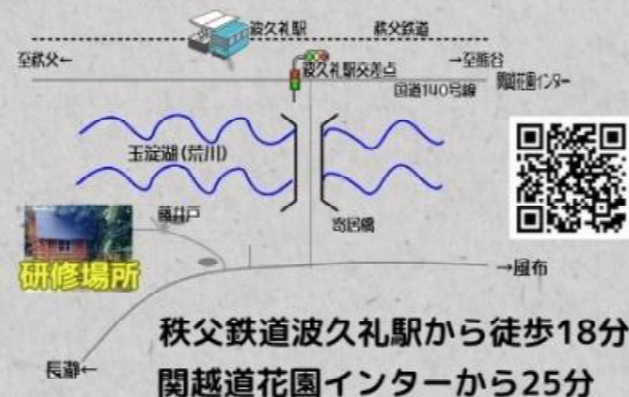 波久礼駅
秩父鉄道
至秩父←
→至熊谷
波久礼駅交差点
国道140号線
関越花園インター
玉淀湖(荒川)
藤井戸
寄居橋
研修場所
→風布
秩父鉄道波久礼駅から徒歩18分
長瀞←
関越道花園インターから25分